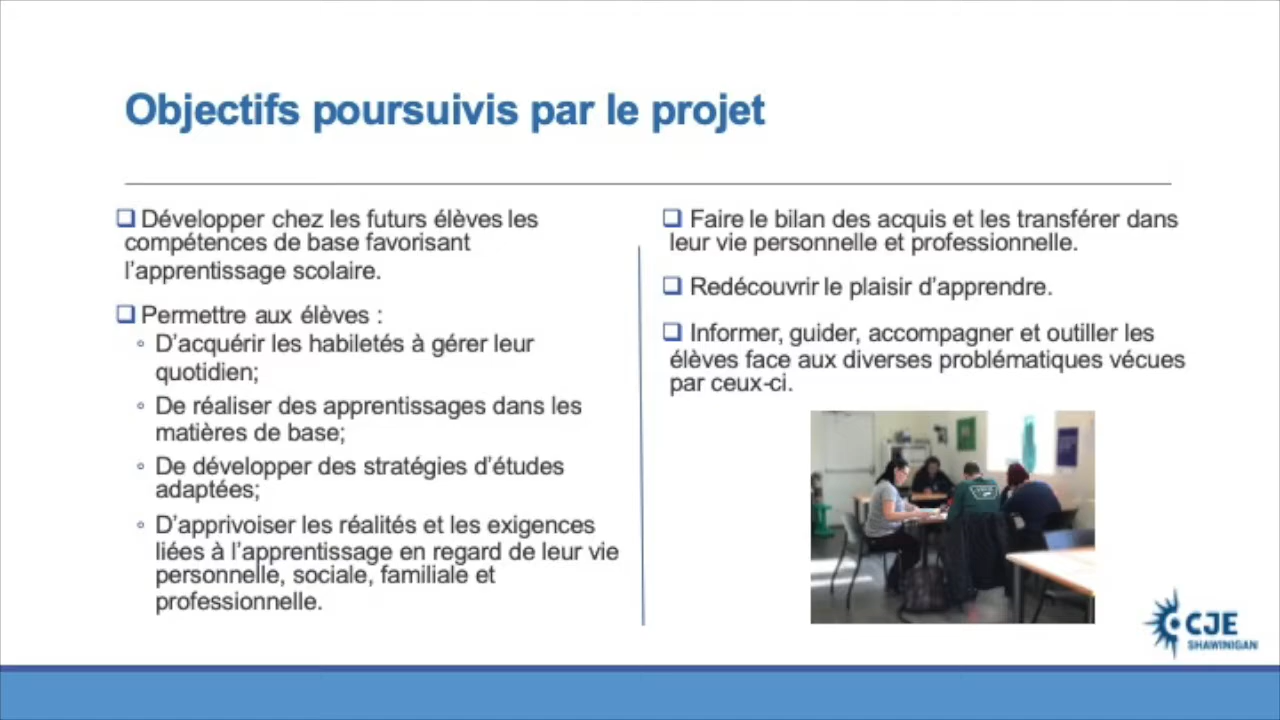 Objectifs poursuivis par le projet
Développer chez les futurs élèves les
compétences de base favorisant
l’apprentissage scolaire.
Permettre aux élèves :
D’acquérir les habiletés à gérer leur
quotidien;
De réaliser des apprentissages dans les
matières de base;
De développer des stratégies d’études
adaptées;
D’apprivoiser les réalités et les exigences
liées à l’apprentissage en regard de leur vie
personnelle, sociale, familiale et
professionnelle.
Faire le bilan des acquis et les transférer dans
leur vie personnelle et professionnelle.
Redécouvrir le plaisir d’apprendre.
Informer, guider, accompagner et outiller les
élèves face aux diverses problématiques vécues
par ceux-ci.
CJE
SHAWINIGAN